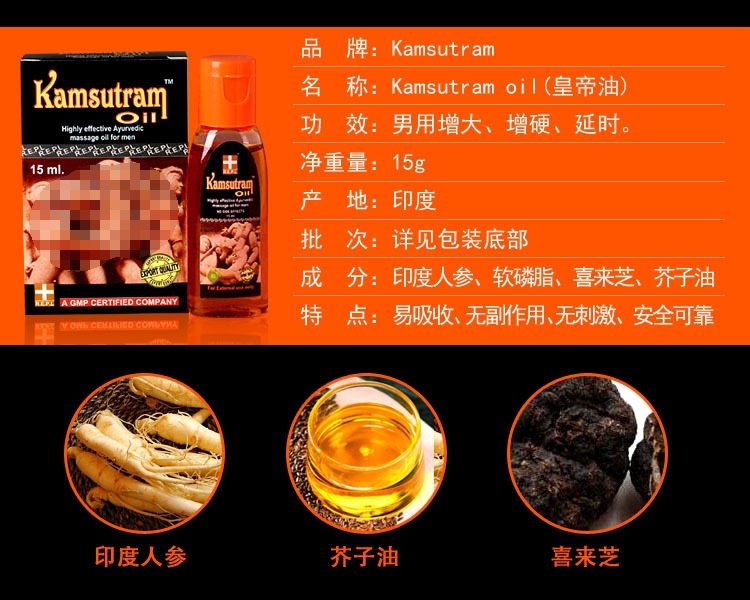 Kamsutram
TM
Oil
Highly effective Ayurvedic
massage oil for men
R.E.P.L. R.E.P.L. R.E.P.L. R.E.P.L.
15 ml.
EXPORT QUALITY
R.E.P.L.
A GMP CERTIFIED COMPANY
R.E.P.L.
Kamsutram
Oil
Highly effective Ayurvedic
massage oil for men
NO SIDE EFFECTS
For External use only
品 牌：Kamsutram
名 称：Kamsutram oil(皇帝油)
功 效：男用增大、增硬、延时。
净重量：15g
产 地：印度
批 次：详见包装底部
成 分：印度人参、软磷脂、喜来芝、芥子油
特 点：易吸收、无副作用、无刺激、安全可靠
印度人参
芥子油
喜来芝